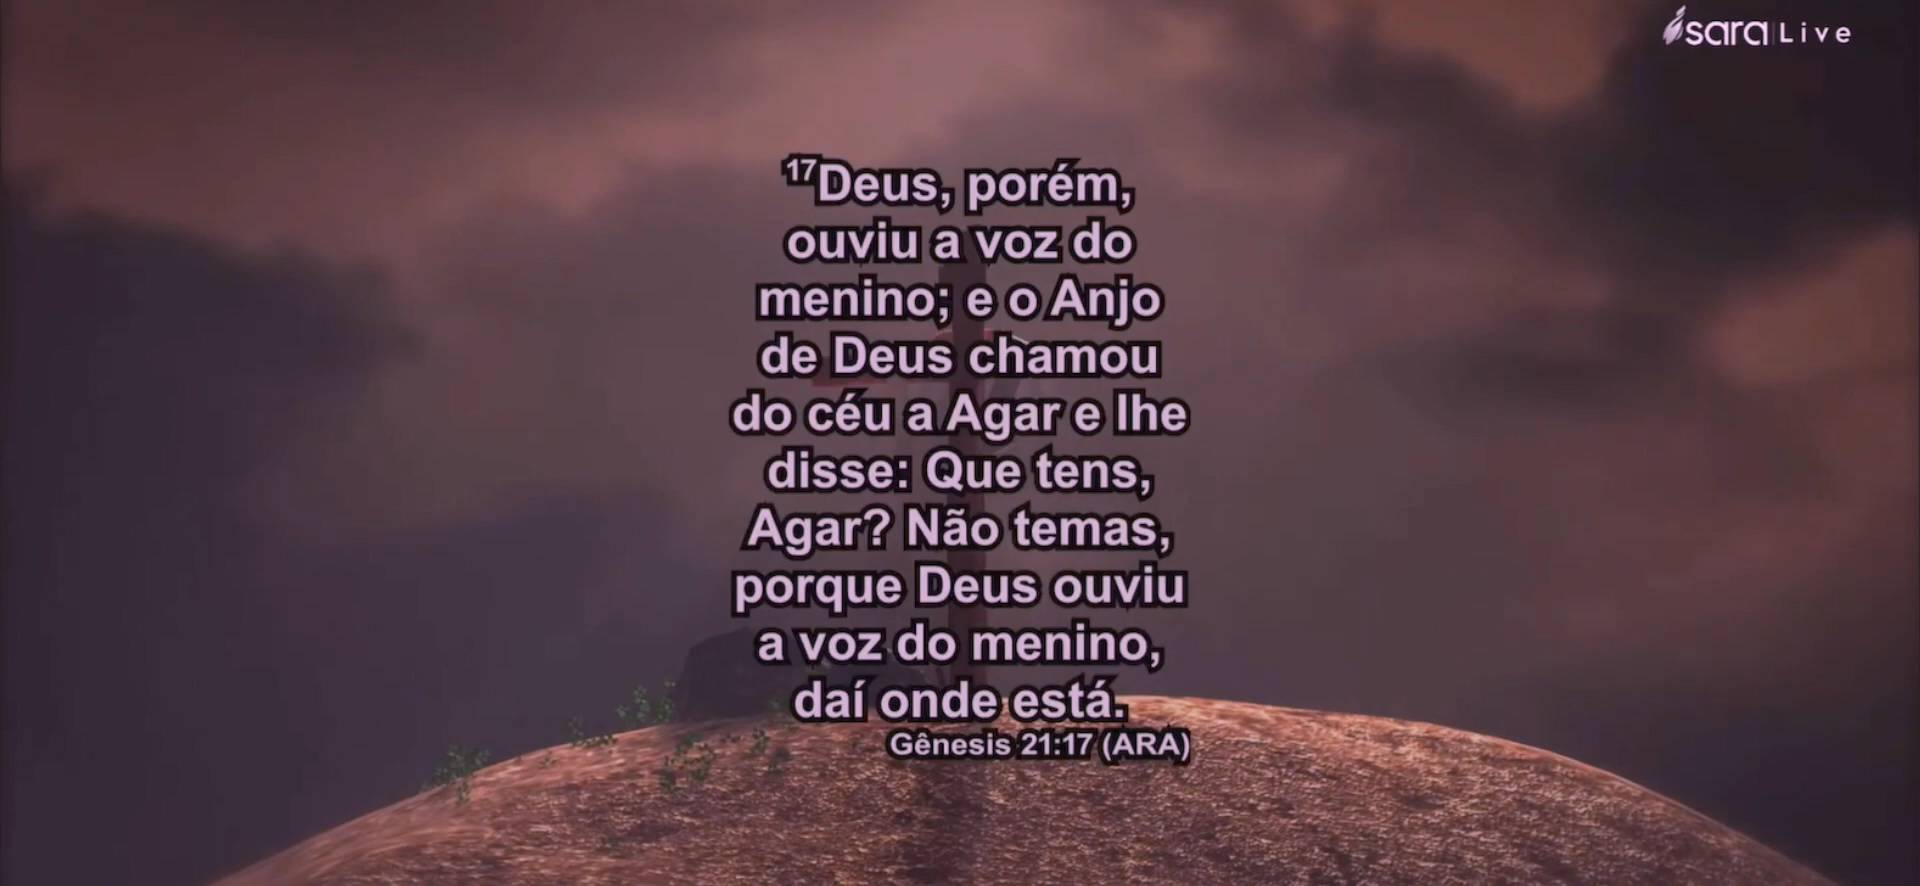 sara Live
17Deus, porém,
ouviu a voz do
menino; e o Anjo
de Deus chamou
do céu a Agar e lhe
disse: Que tens,
Agar? Não temas,
porque Deus ouviu
a voz do menino,
daí onde está.
Gênesis 21:17 (ARA)